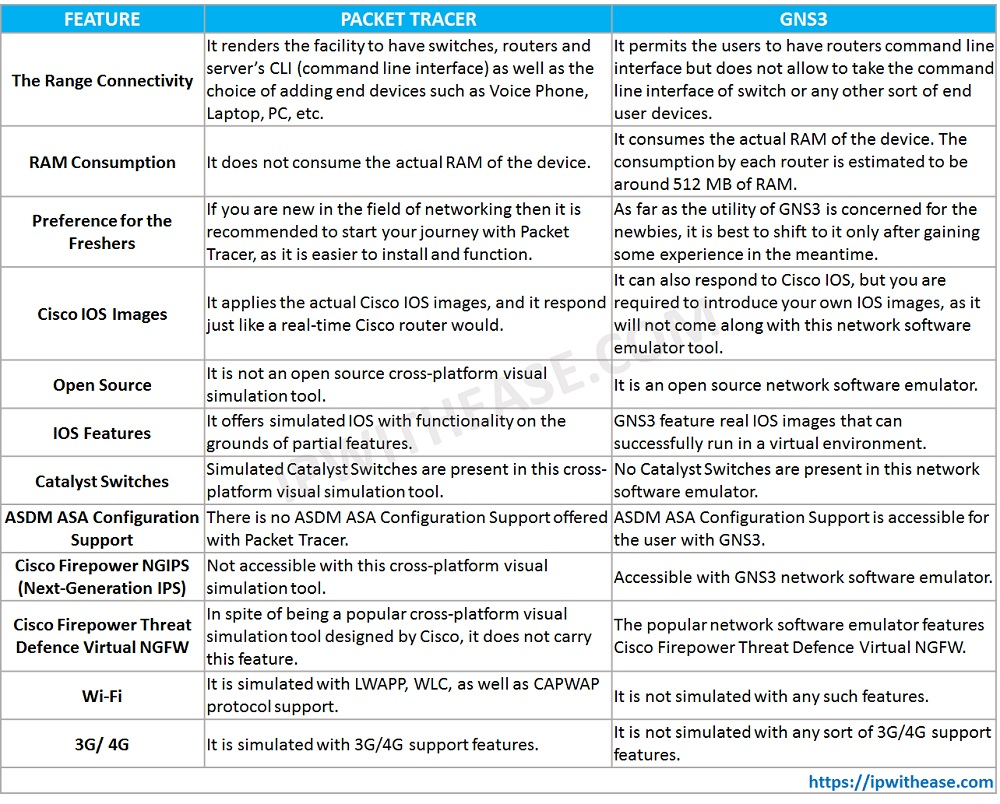 FEATURE
PACKET TRACER
GNS3
The Range Connectivity
It renders the facility to have switches, routers and
server's CLI (command line interface) as well as the
choice of adding end devices such as Voice Phone,
Laptop, PC, etc.
It permits the users to have routers command line
interface but does not allow to take the command
line interface of switch or any other sort of end
user devices.
RAM Consumption
It does not consume the actual RAM of the device.
It consumes the actual RAM of the device. The
consumption by each router is estimated to be
around 512 MB of RAM.
Preference for the
Freshers
If you are new in the field of networking then it is
recommended to start your journey with Packet
Tracer, as it is easier to install and function.
As far as the utility of GNS3 is concerned for the
newbies, it is best to shift to it only after gaining
some experience in the meantime.
Cisco IOS Images
It applies the actual Cisco IOS images, and it respond
just like a real-time Cisco router would.
It can also respond to Cisco IOS, but you are
required to introduce your own IOS images, as it
will not come along with this network software
emulator tool.
Open Source
It is not an open source cross-platform visual
simulation tool.
It is an open source network software emulator.
IOS Features
It offers simulated IOS with functionality on the
grounds of partial features.
GNS3 feature real IOS images that can
successfully run in a virtual environment.
Catalyst Switches
Simulated Catalyst Switches are present in this cross-
platform visual simulation tool.
No Catalyst Switches are present in this network
software emulator.
ASDM ASA Configuration
Support
There is no ASDM ASA Configuration Support offered
with Packet Tracer.
ASDM ASA Configuration Support is accessible for
the user with GNS3.
Cisco Firepower NGIPS
(Next-Generation IPS)
Not accessible with this cross-platform visual
simulation tool.
Accessible with GNS3 network software emulator.
Cisco Firepower Threat
Defence Virtual NGFW
In spite of being a popular cross-platform visual
simulation tool designed by Cisco, it does not carry
this feature.
The popular network software emulator features
Cisco Firepower Threat Defence Virtual NGFW.
Wi-Fi
It is simulated with LWAPP, WLC, as well as CAPWAP
protocol support.
It is not simulated with any such features.
3G/ 4G
It is simulated with 3G/4G support features.
It is not simulated with any sort of 3G/4G support
features.
https://ipwithease.com
IPWITHEASE.COM